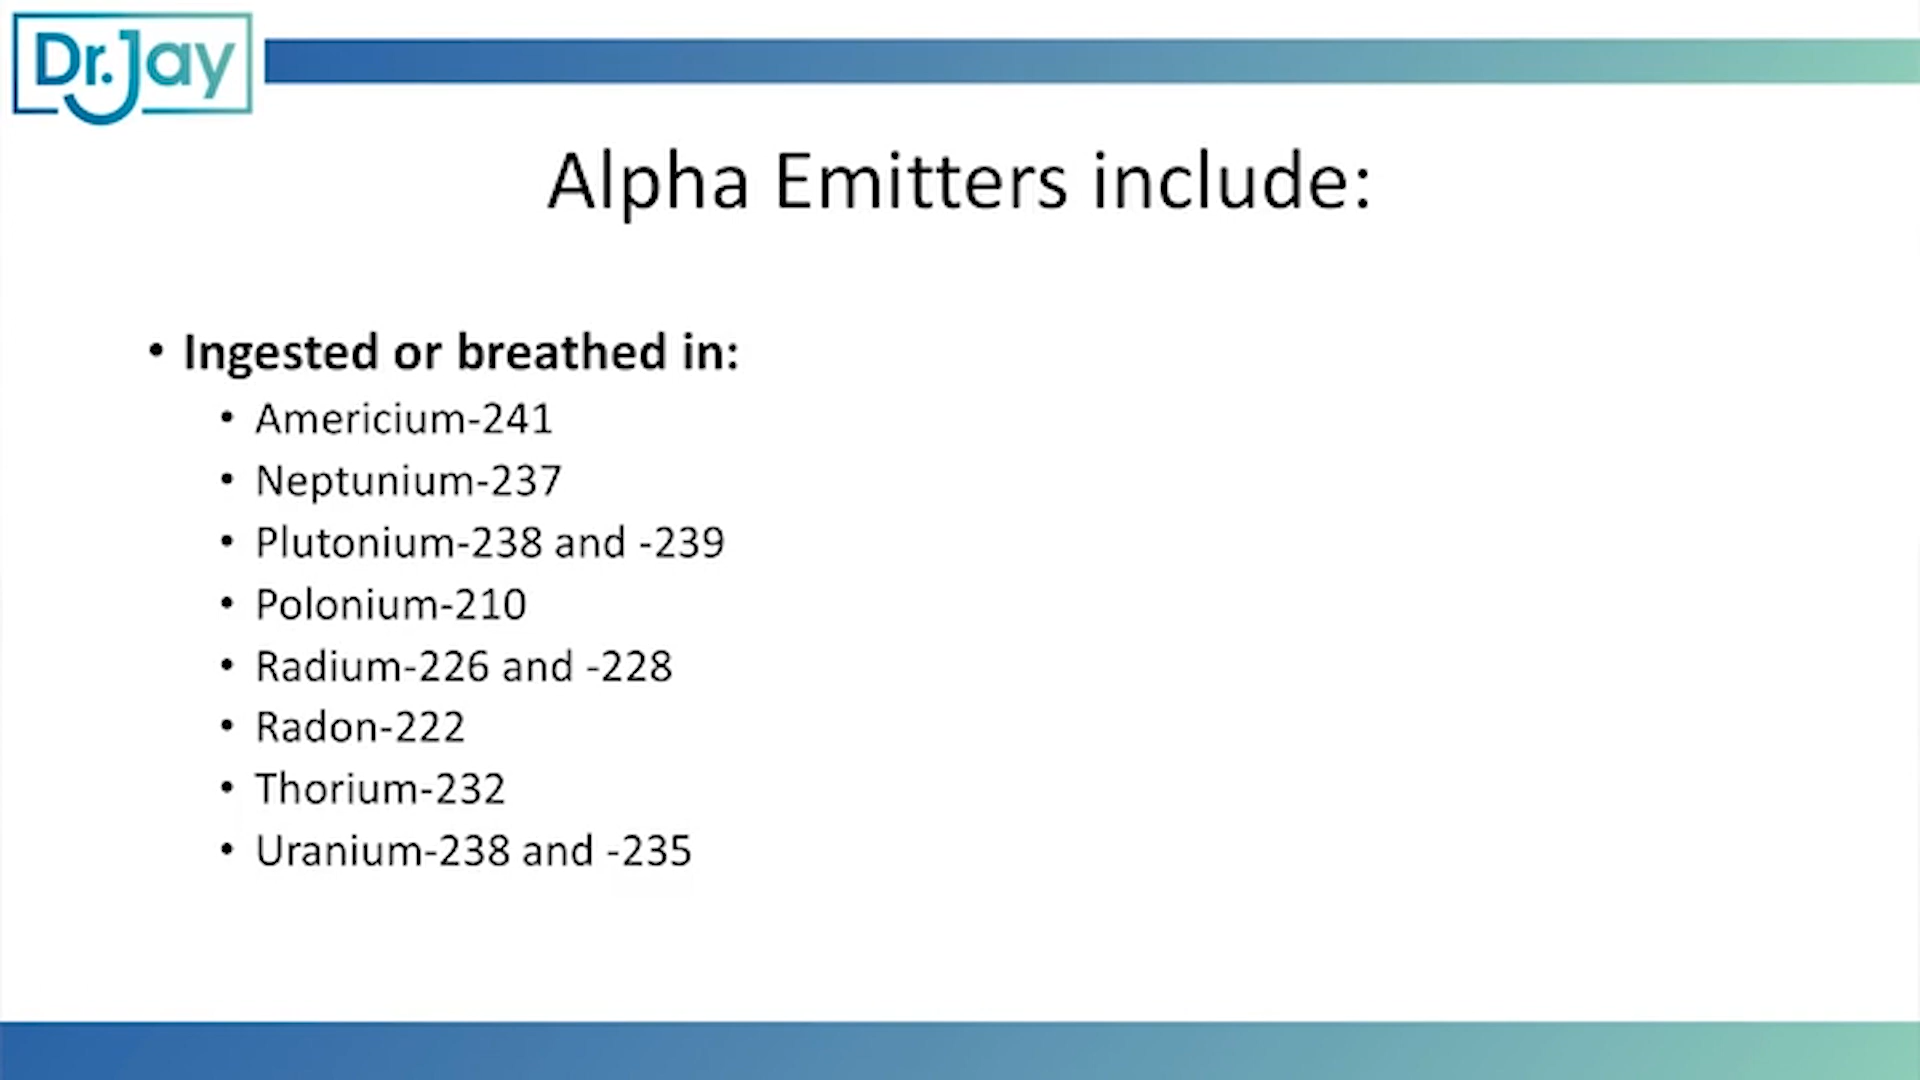 Dr. Jay
Alpha Emitters include:
• Ingested or breathed in:
• Americium-241
• Neptunium-237
• Plutonium-238 and -239
• Polonium-210
• Radium-226 and -228
• Radon-222
• Thorium-232
• Uranium-238 and -235